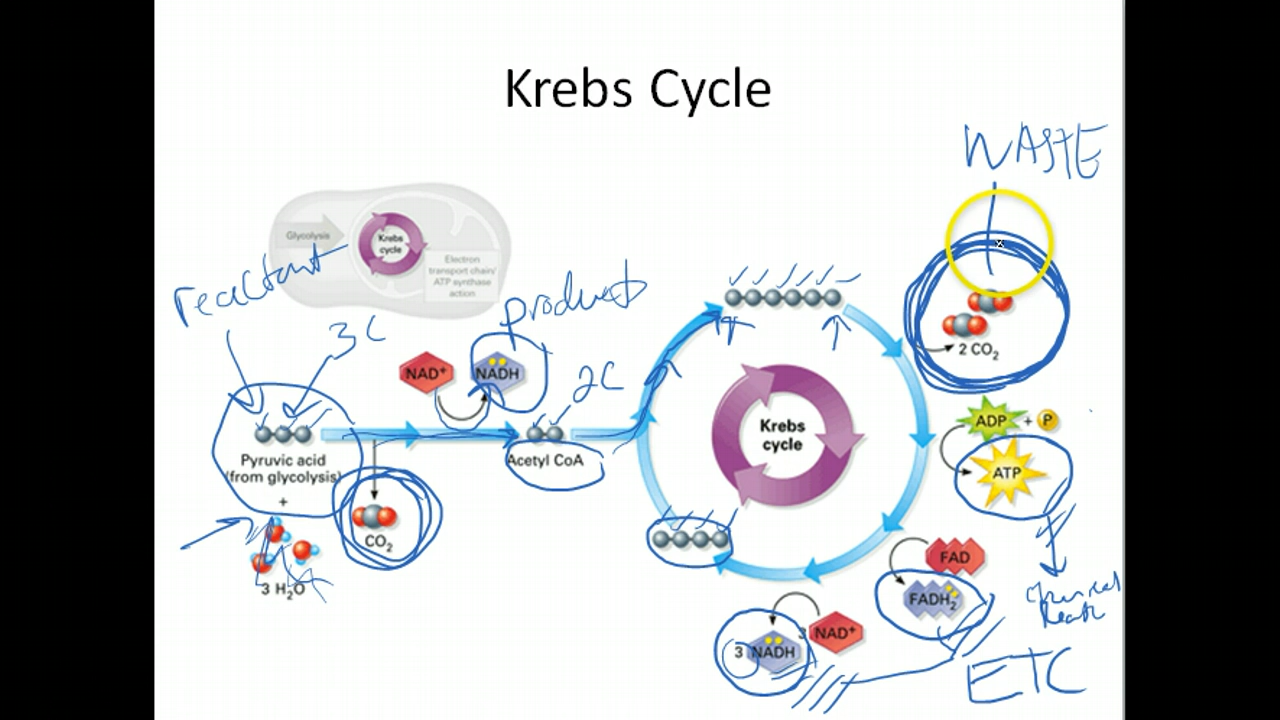 Krebs Cycle
WASTE
Glycolysis
Krebs
cycle
Electron
transport chain/
ATP synthase
action
reactant
product
3C
NAD+
NADH
2C
2 CO2
Pyruvic acid
(from glycolysis)
+
3 H2O
CO2
Acetyl CoA
Krebs
cycle
ADP + P
ATP
FAD
FADH2
3 NAD+
3 NADH
ETC